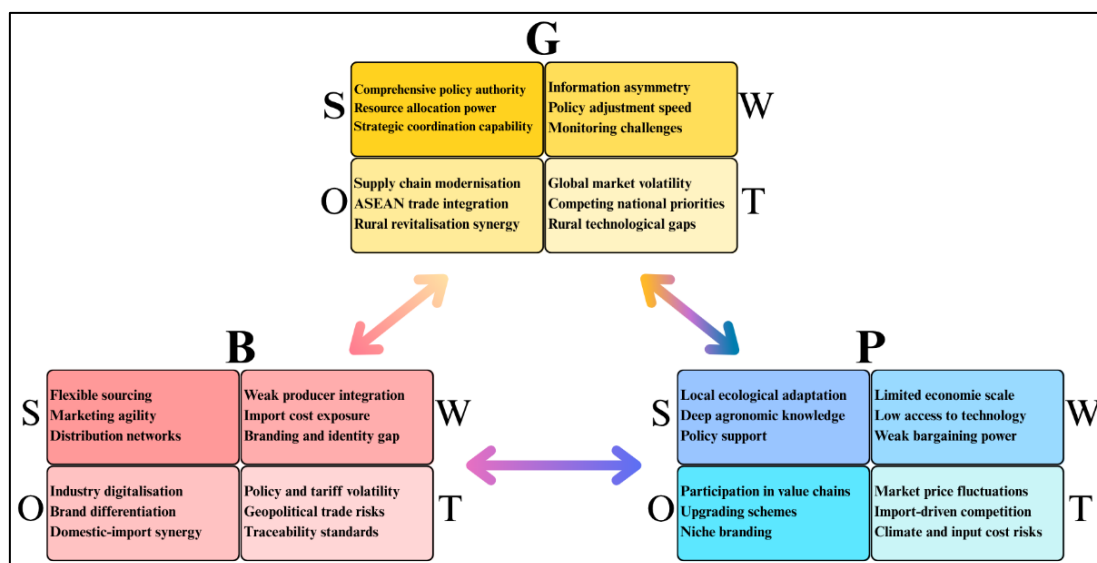 G
S
Comprehensive policy authority
Resource allocation power
Strategic coordination capability
Information asymmetry
Policy adjustment speed
Monitoring challenges
W
O
Supply chain modernisation
ASEAN trade integration
Rural revitalisation synergy
Global market volatility
Competing national priorities
Rural technological gaps
T
B
S
Flexible sourcing
Marketing agility
Distribution networks
Weak producer integration
Import cost exposure
Branding and identity gap
W
O
Industry digitalisation
Brand differentiation
Domestic-import synergy
Policy and tariff volatility
Geopolitical trade risks
Traceability standards
T
P
S
Local ecological adaptation
Deep agronomic knowledge
Policy support
Limited economic scale
Low access to technology
Weak bargaining power
W
O
Participation in value chains
Upgrading schemes
Niche branding
Market price fluctuations
Import-driven competition
Climate and input cost risks
T